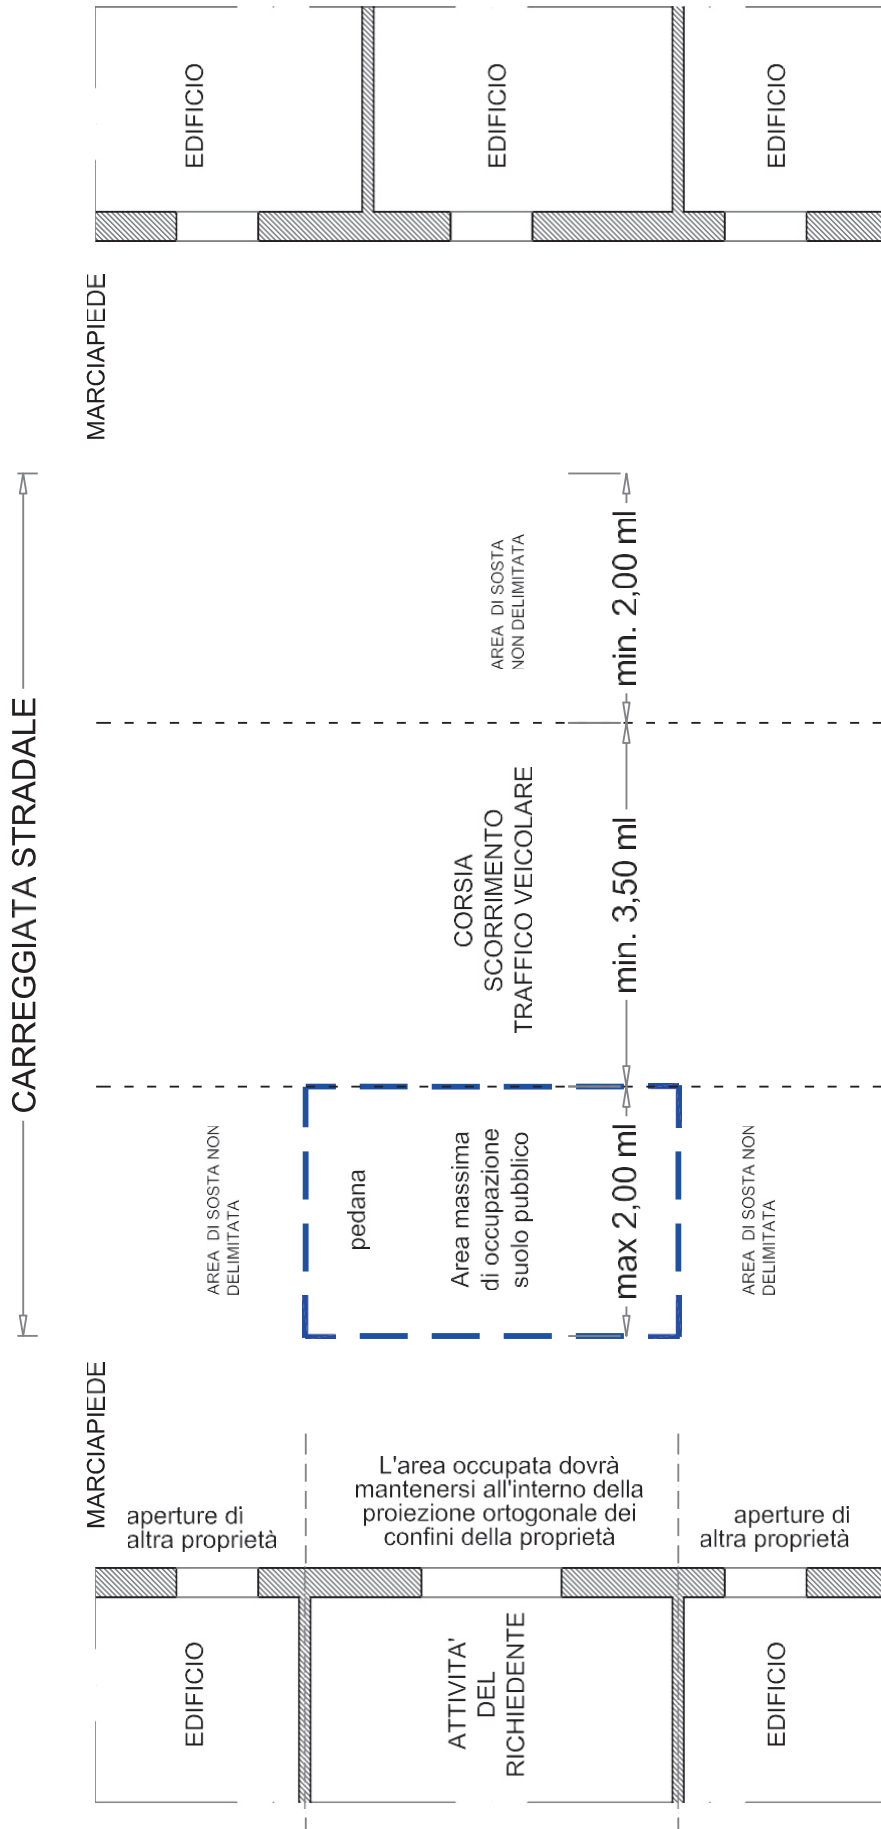 EDIFICIO
EDIFICIO
EDIFICIO
MARCIAPIEDE
CARREGGIATA STRADALE
AREA DI SOSTA
NON DELIMITATA
min. 2,00 ml
CORSIA
SCORRIMENTO
TRAFFICO VEICOLARE
min. 3,50 ml
AREA DI SOSTA NON
DELIMITATA
pedana
Area massima
di occupazione
suolo pubblico
max 2,00 ml
AREA DI SOSTA NON
DELIMITATA
MARCIAPIEDE
aperture di
altra proprietà
L'area occupata dovrà
mantenersi all'interno della
proiezione ortogonale dei
confini della proprietà
aperture di
altra proprietà
EDIFICIO
ATTIVITA'
DEL
RICHIEDENTE
EDIFICIO